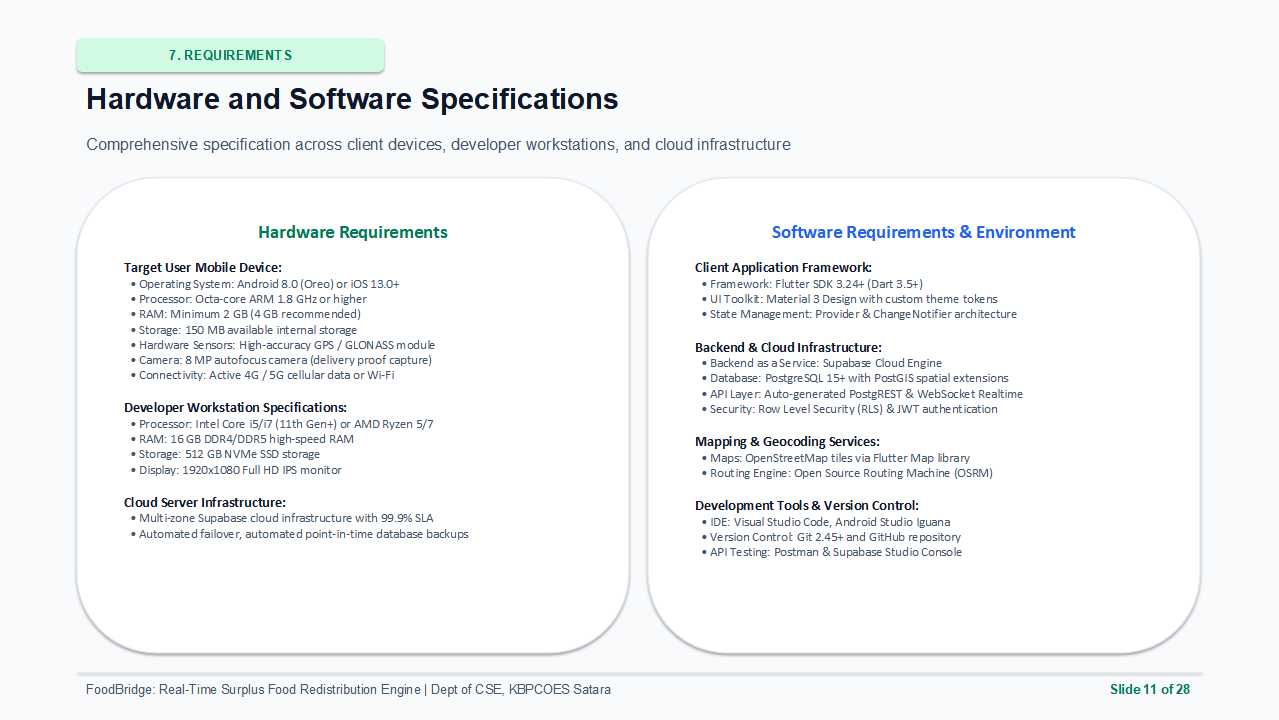 7. REQUIREMENTS
Hardware and Software Specifications
Comprehensive specification across client devices, developer workstations, and cloud infrastructure
Hardware Requirements
Target User Mobile Device:
• Operating System: Android 8.0 (Oreo) or iOS 13.0+
• Processor: Octa-core ARM 1.8 GHz or higher
• RAM: Minimum 2 GB (4 GB recommended)
• Storage: 150 MB available internal storage
• Hardware Sensors: High-accuracy GPS / GLONASS module
• Camera: 8 MP autofocus camera (delivery proof capture)
• Connectivity: Active 4G / 5G cellular data or Wi-Fi
Developer Workstation Specifications:
• Processor: Intel Core i5/i7 (11th Gen+) or AMD Ryzen 5/7
• RAM: 16 GB DDR4/DDR5 high-speed RAM
• Storage: 512 GB NVMe SSD storage
• Display: 1920x1080 Full HD IPS monitor
Cloud Server Infrastructure:
• Multi-zone Supabase cloud infrastructure with 99.9% SLA
• Automated failover, automated point-in-time database backups
Software Requirements & Environment
Client Application Framework:
• Framework: Flutter SDK 3.24+ (Dart 3.5+)
• UI Toolkit: Material 3 Design with custom theme tokens
• State Management: Provider & ChangeNotifier architecture
Backend & Cloud Infrastructure:
• Backend as a Service: Supabase Cloud Engine
• Database: PostgreSQL 15+ with PostGIS spatial extensions
• API Layer: Auto-generated PostgREST & WebSocket Realtime
• Security: Row Level Security (RLS) & JWT authentication
Mapping & Geocoding Services:
• Maps: OpenStreetMap tiles via Flutter Map library
• Routing Engine: Open Source Routing Machine (OSRM)
Development Tools & Version Control:
• IDE: Visual Studio Code, Android Studio Iguana
• Version Control: Git 2.45+ and GitHub repository
• API Testing: Postman & Supabase Studio Console
FoodBridge: Real-Time Surplus Food Redistribution Engine | Dept of CSE, KBPCOES Satara
Slide 11 of 28